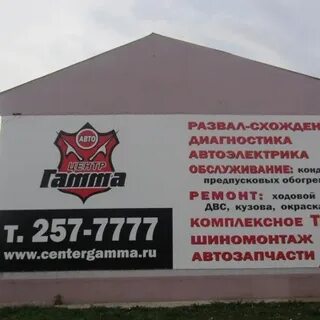 АВТО
ЦЕНТР
Гамма
т. 257-7777
www.centergamma.ru
РАЗВАЛ-СХОЖДЕН
ДИАГНОСТИКА
АВТОЭЛЕКТРИКА
ОБСЛУЖИВАНИЕ: конд
предпусковых обогре
РЕМОНТ: ходовой
ДВС, кузова, окраска
КОМПЛЕКСНОЕ Т
ШИНОМОНТАЖ
АВТОЗАПЧАСТИ